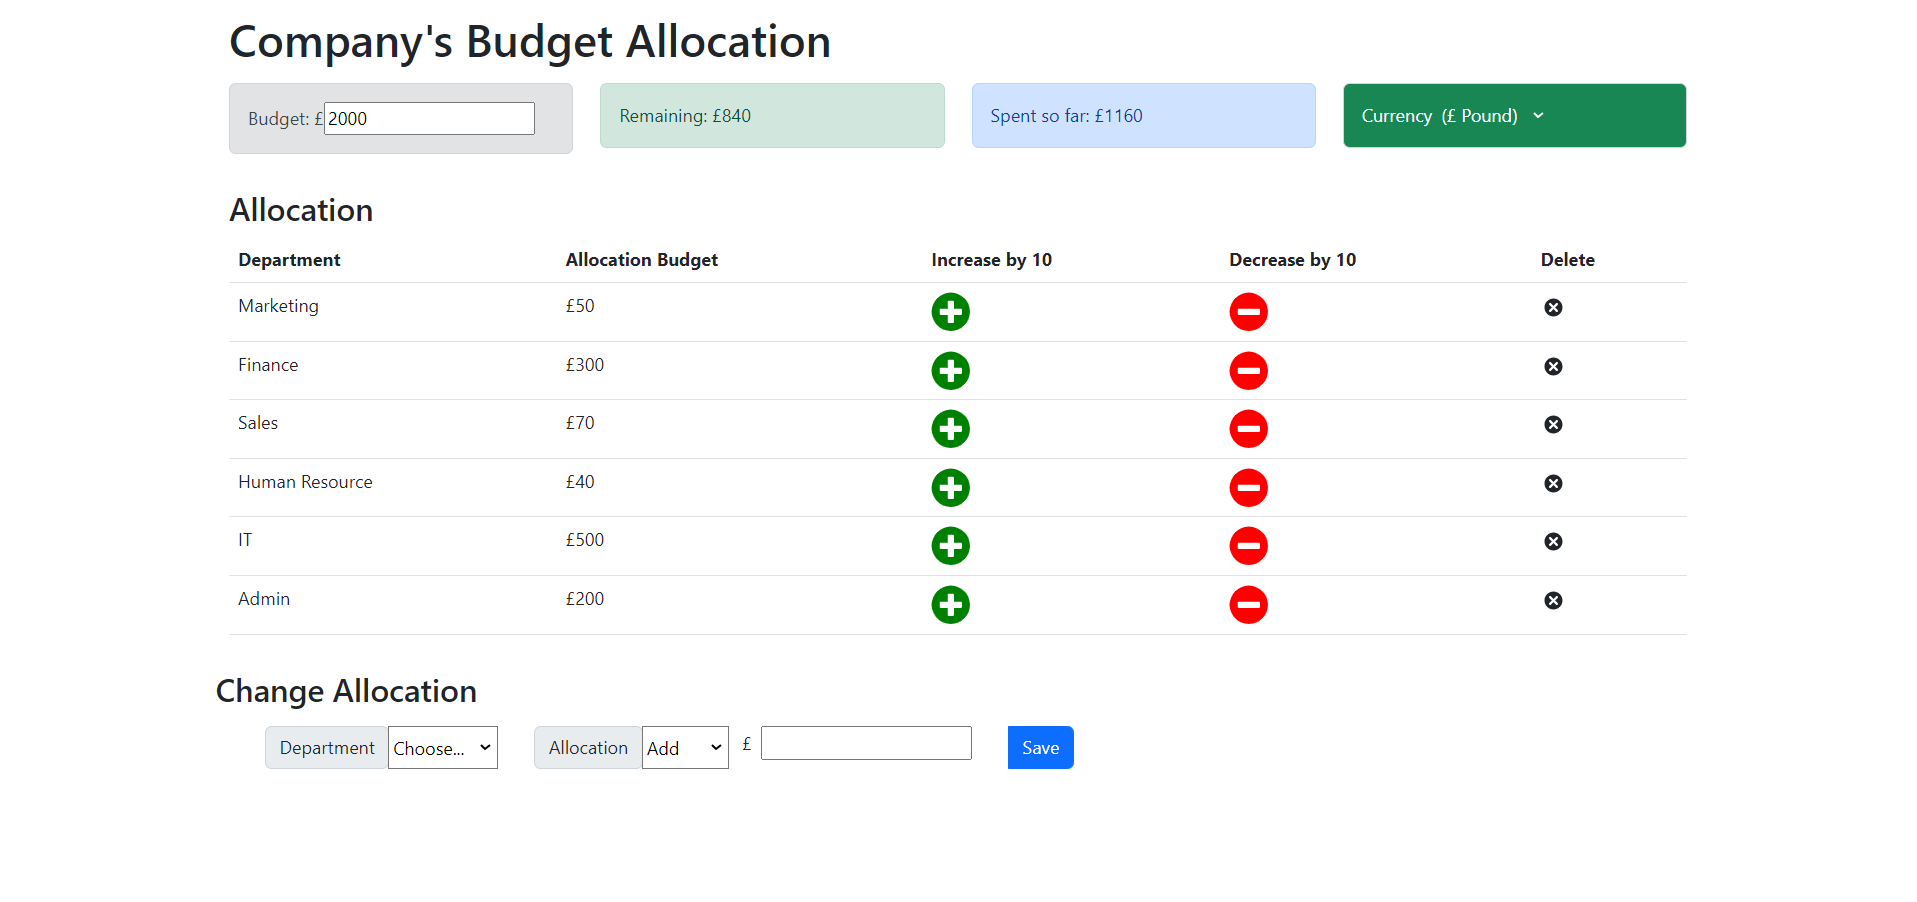 Company's Budget Allocation
Budget: £ 2000 Remaining: £840 Spent so far: £1160 Currency (£ Pound)
Allocation
Department Allocation Budget Increase by 10 Decrease by 10 Delete
Marketing £50
Finance £300
Sales £70
Human Resource £40
IT £500
Admin £200
Change Allocation
Department Choose... Allocation Add £ Save